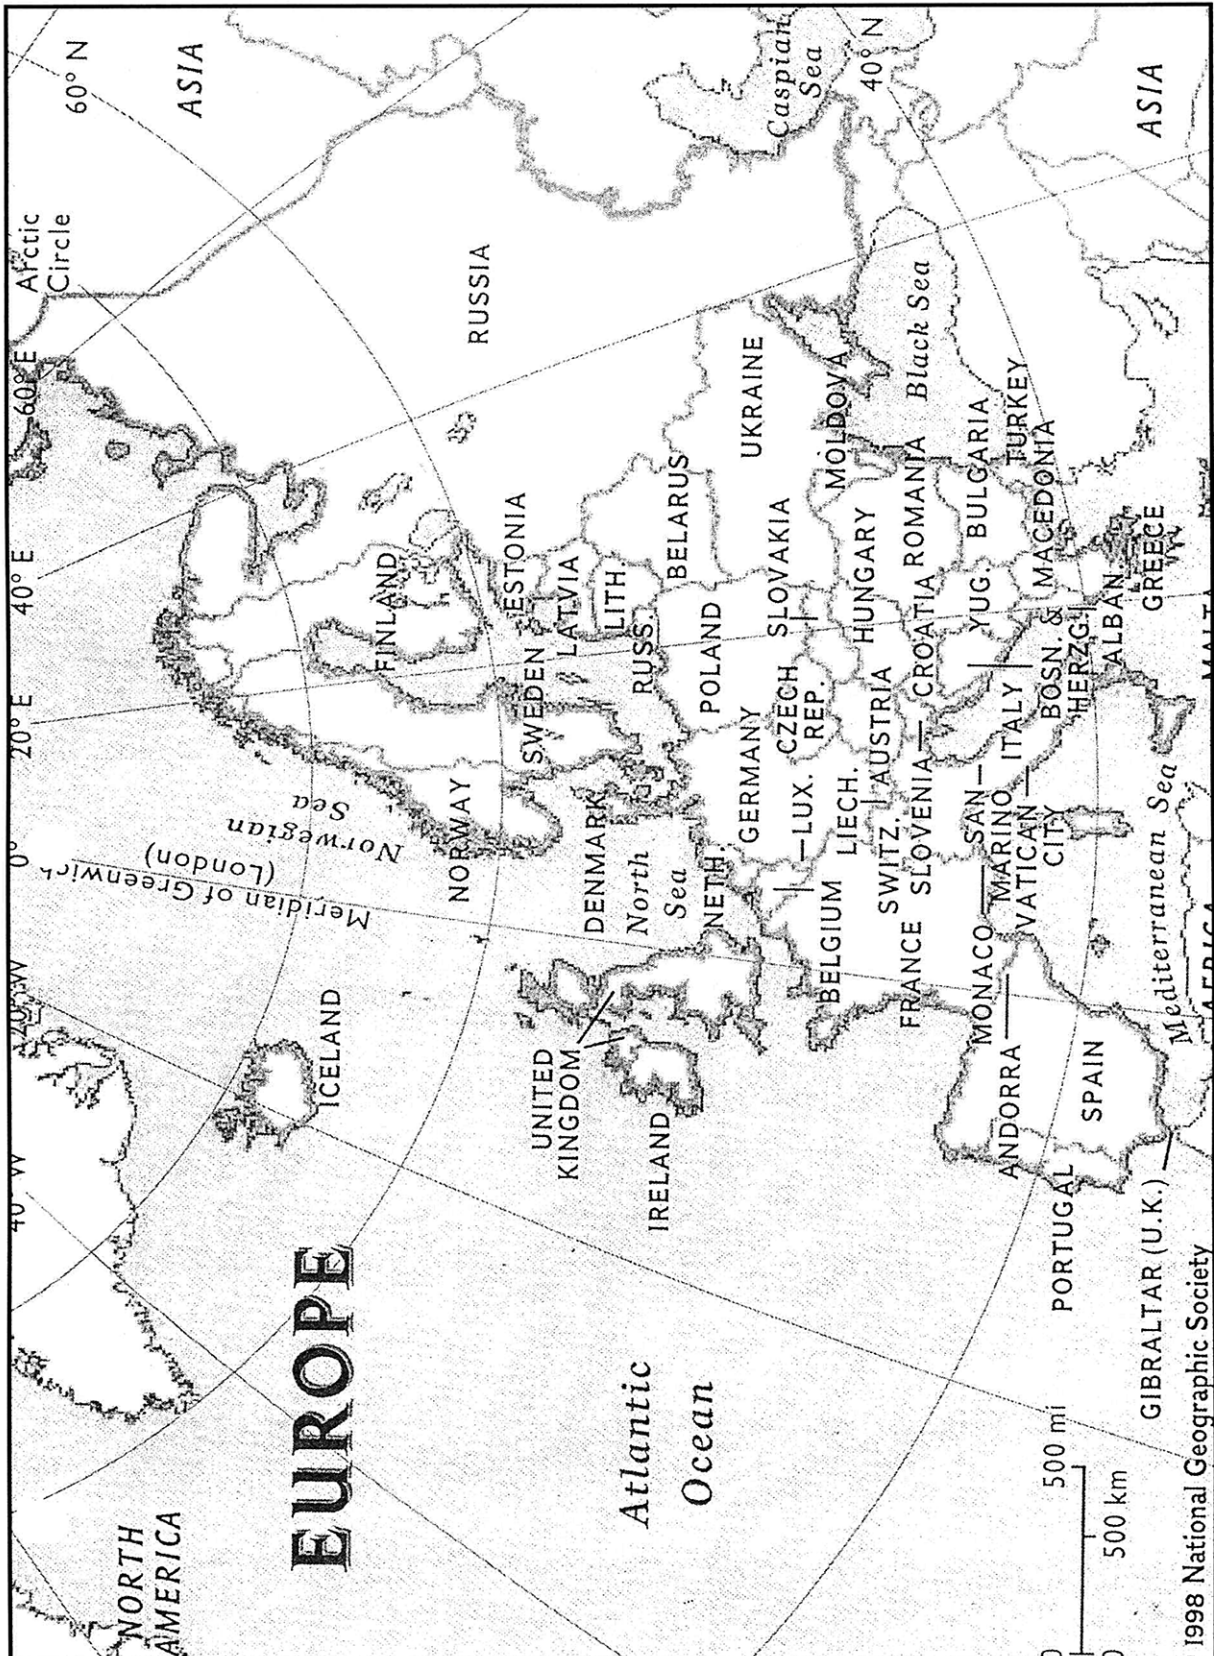 NORTH
AMERICA
EUROPE
Atlantic
Ocean
40° W
0°
20° E
40° E
60° E
Arctic
Circle
60° N
ASIA
Meridian of Greenwich
(London)
Norwegian
Sea
ICELAND
NORWAY
SWEDEN
FINLAND
RUSSIA
ESTONIA
LATVIA
LITH.
RUSS.
UNITED
KINGDOM
IRELAND
DENMARK
North
Sea
NETH.
GERMANY
POLAND
BELARUS
UKRAINE
BELGIUM
LUX.
CZECH
REP.
SLOVAKIA
LIECH.
AUSTRIA
HUNGARY
MOLDOVA
SWITZ.
FRANCE
SLOVENIA
CROATIA
ROMANIA
Black Sea
Caspian
Sea
40° N
MONACO
SAN
MARINO
ITALY
YUG.
BULGARIA
ANDORRA
VATICAN
CITY
BOSN. &
HERZG.
MACEDONIA
TURKEY
ALBAN.
GREECE
ASIA
SPAIN
PORTUGAL
GIBRALTAR (U.K.)
Mediterranean Sea
MALTA
AFRICA
500 mi
500 km
1998 National Geographic Society